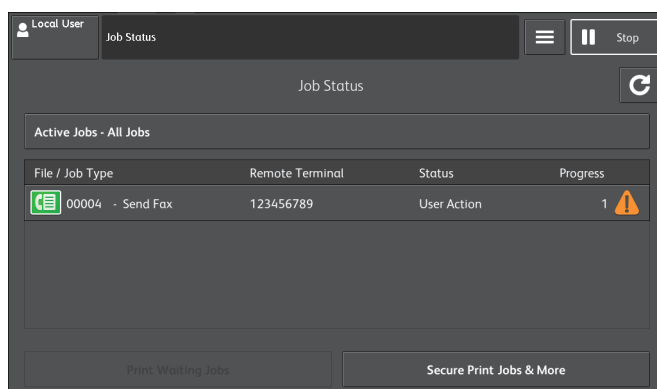 Local User
Job Status
Stop
Job Status
Active Jobs - All Jobs
File / Job Type Remote Terminal Status Progress
00004 - Send Fax 123456789 User Action 1
Print Waiting Jobs Secure Print Jobs & More